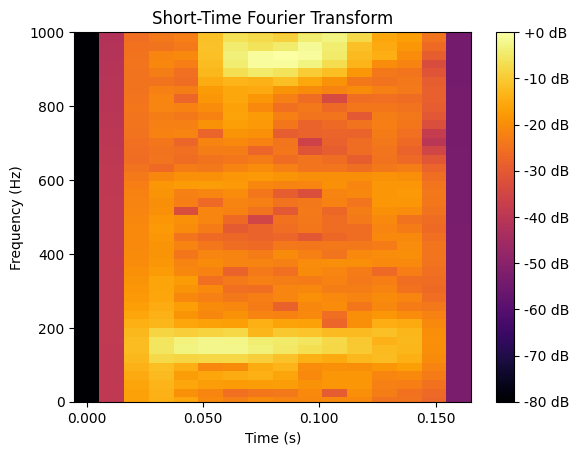 Short-Time Fourier Transform
1000
800
600
400
200
0
Frequency (Hz)
0.000
0.050
0.100
0.150
Time (s)
+0 dB
-10 dB
-20 dB
-30 dB
-40 dB
-50 dB
-60 dB
-70 dB
-80 dB